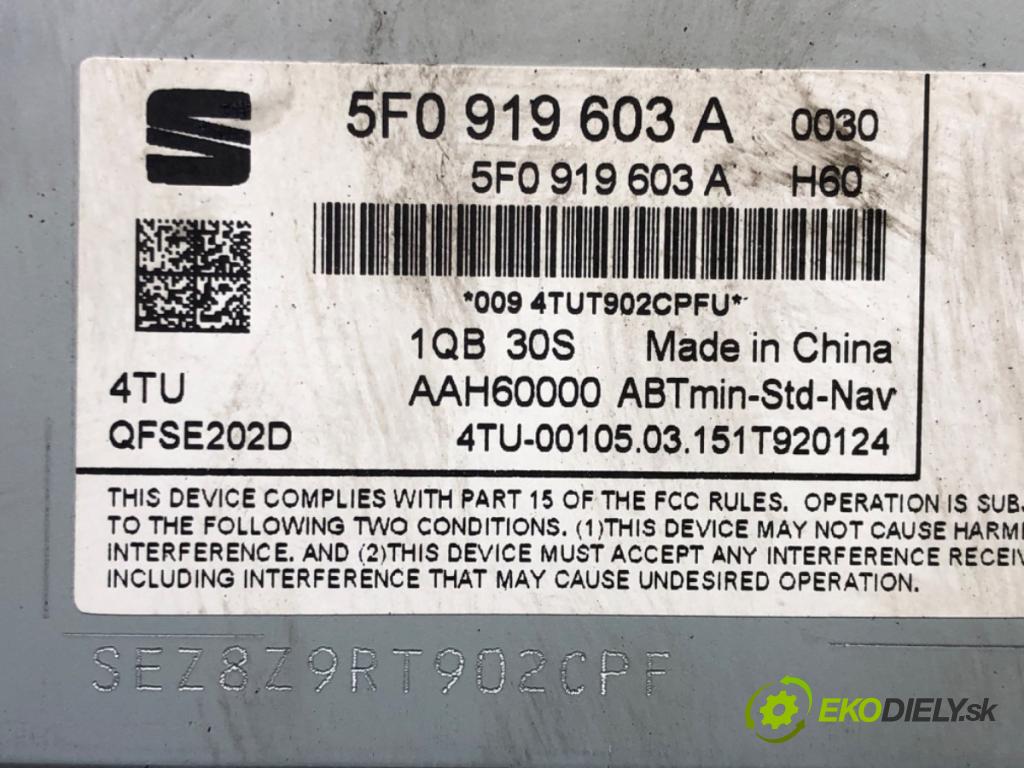 5F0 919 603 A 0030
5F0 919 603 A H60
*009 4TUT902CPFU*
1QB 30S Made in China
4TU AAH60000 ABTmin-Std-Nav
QFSE202D 4TU-00105.03.151T920124
THIS DEVICE COMPLIES WITH PART 15 OF THE FCC RULES. OPERATION IS SUB
TO THE FOLLOWING TWO CONDITIONS. (1)THIS DEVICE MAY NOT CAUSE HARM
INTERFERENCE. AND (2)THIS DEVICE MUST ACCEPT ANY INTERFERENCE RECEIV
INCLUDING INTERFERENCE THAT MAY CAUSE UNDESIRED OPERATION.
SEZ8Z9RT902CPF
EKODIELY.sk